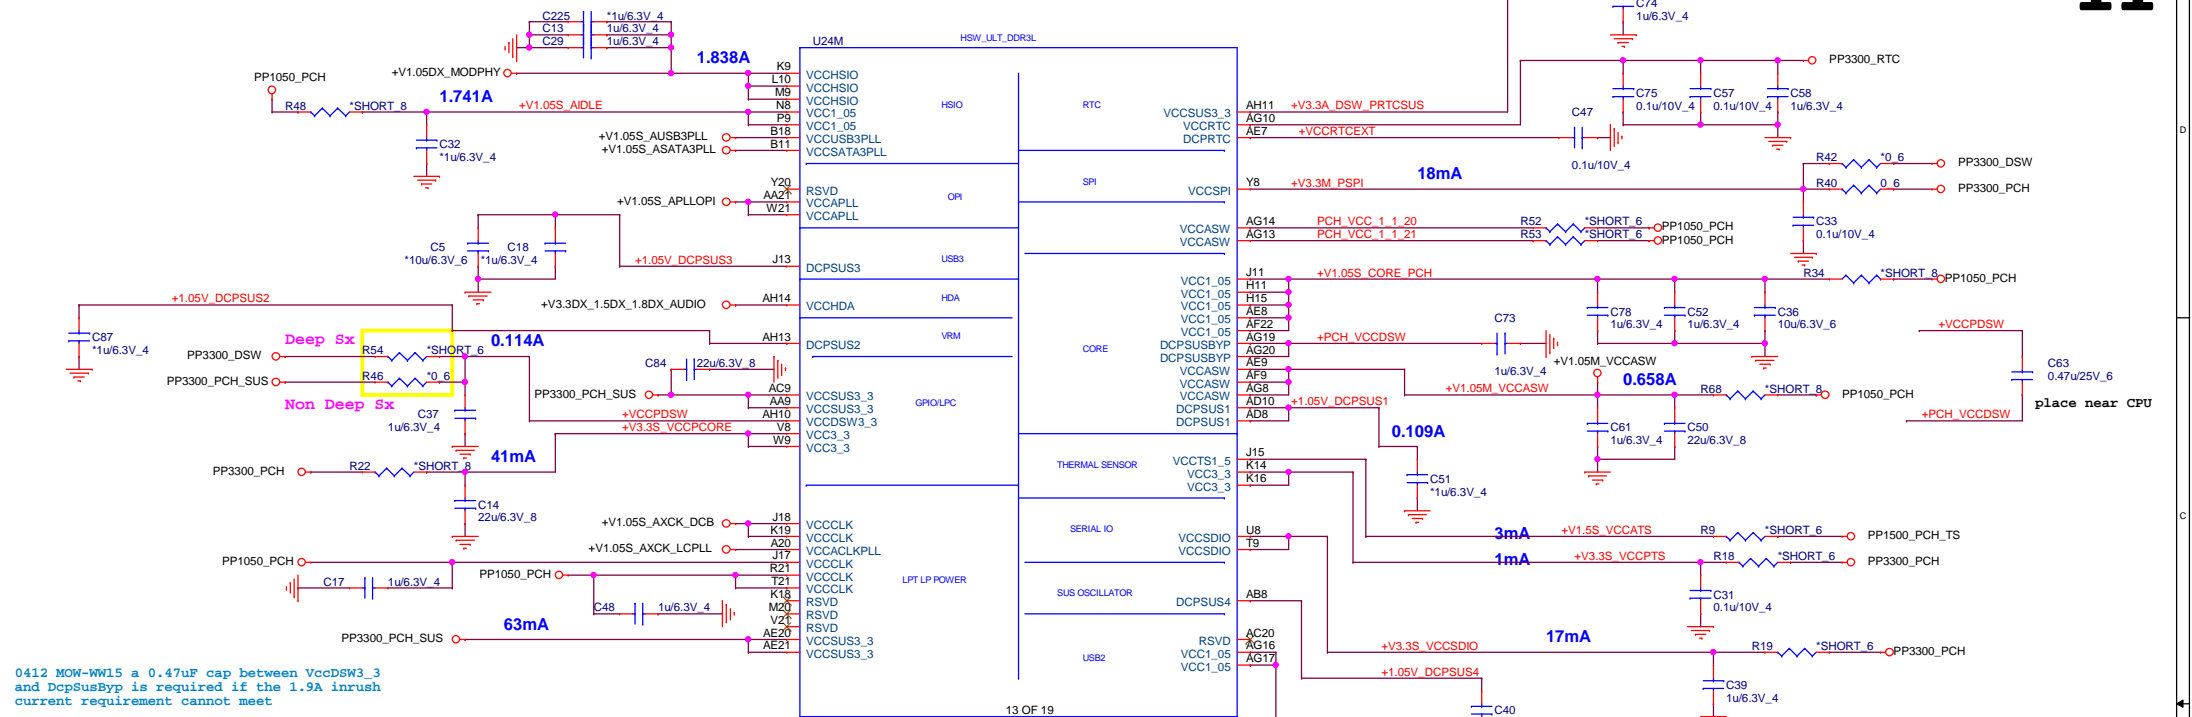 C225 *1u/6.3V_4
C13 1u/6.3V_4
C29 1u/6.3V_4
C74
1u/6.3V_4
U24M
HSW_ULT_DDR3L
1.838A
+V1.05DX_MODPHY
PP1050_PCH
R48 *SHORT_8
1.741A
+V1.05S_AIDLE
C32
*1u/6.3V_4
+V1.05S_AUSB3PLL
+V1.05S_ASATA3PLL
K9 VCCHSIO
L10 VCCHSIO
M9 VCCHSIO
N8 VCC1_05
P9 VCC1_05
B18 VCCUSB3PLL
B11 VCCSATA3PLL
HSIO
RTC
VCCSUS3_3 AH11 +V3.3A_DSW_PRTCSUS
VCCRTC AG10
DCPRTC AE7 +VCCRTCEXT
C47
0.1u/10V_4
PP3300_RTC
C75
0.1u/10V_4
C57
0.1u/10V_4
C58
1u/6.3V_4
D
+V1.05S_APLLOPI
Y20 RSVD
AA21 VCCAPLL
W21 VCCAPLL
OPI
SPI
VCCSPI Y8 +V3.3M_PSPI
18mA
R42 *0_6 PP3300_DSW
R40 0_6 PP3300_PCH
C33
0.1u/10V_4
VCCASW AG14 PCH_VCC_1_1_20 R52 *SHORT_6 PP1050_PCH
VCCASW AG13 PCH_VCC_1_1_21 R53 *SHORT_6 PP1050_PCH
C5
*10u/6.3V_6
C18
*1u/6.3V_4
+1.05V_DCPSUS3
J13 DCPSUS3
USB3
+V3.3DX_1.5DX_1.8DX_AUDIO
AH14 VCCHDA
HDA
+1.05V_DCPSUS2
C87
*1u/6.3V_4
AH13 DCPSUS2
VRM
CORE
VCC1_05 J11 +V1.05S_CORE_PCH
VCC1_05 H11
VCC1_05 H15
VCC1_05 AE8
VCC1_05 AF22
DCPSUSBYP AG19 +PCH_VCCDSW
DCPSUSBYP AG20
VCCASW AE9
VCCASW AF9
VCCASW AG8
DCPSUS1 AD10 +1.05V_DCPSUS1
DCPSUS1 AD8
R34 *SHORT_8 PP1050_PCH
C78
1u/6.3V_4
C52
1u/6.3V_4
C36
10u/6.3V_6
C73
1u/6.3V_4
+V1.05M_VCCASW
+V1.05M_VCCASW
0.658A
R68 *SHORT_8
PP1050_PCH
C61
1u/6.3V_4
C50
22u/6.3V_8
+VCCPDSW
C63
0.47u/25V_6
place near CPU
+PCH_VCCDSW
Deep Sx
PP3300_DSW R54 *SHORT_6
0.114A
PP3300_PCH_SUS R46 *0_6
Non Deep Sx
C37
1u/6.3V_4
C84 22u/6.3V_8
PP3300_PCH_SUS
+VCCPDSW
+V3.3S_VCCPCORE
AC9 VCCSUS3_3
AA9 VCCSUS3_3
AH10 VCCDSW3_3
V8 VCC3_3
W9 VCC3_3
GPIO/LPC
0.109A
C51
*1u/6.3V_4
PP3300_PCH R22 *SHORT_8
41mA
C14
22u/6.3V_8
THERMAL SENSOR
VCCTS1_5 J15
VCC3_3 K14
VCC3_3 K16
3mA +V1.5S_VCCATS R9 *SHORT_6 PP1500_PCH_TS
1mA +V3.3S_VCCPTS R18 *SHORT_6 PP3300_PCH
C31
0.1u/10V_4
C
+V1.05S_AXCK_DCB
+V1.05S_AXCK_LCPLL
PP1050_PCH
C17 1u/6.3V_4
PP1050_PCH
C48 1u/6.3V_4
J18 VCCCLK
K19 VCCCLK
A20 VCCACLKPLL
J17 VCCCLK
R21 VCCCLK
T21 VCCCLK
K18 RSVD
M20 RSVD
V21 RSVD
AE20 VCCSUS3_3
AE21 VCCSUS3_3
LPT LP POWER
PP3300_PCH_SUS
63mA
SERIAL IO
VCCSDIO U8
VCCSDIO T9
SUS OSCILLATOR
DCPSUS4 AB8
USB2
RSVD AC20
VCC1_05 AG16
VCC1_05 AG17
17mA
+V3.3S_VCCSDIO
R19 *SHORT_6 PP3300_PCH
C39
1u/6.3V_4
+1.05V_DCPSUS4
C40
13 OF 19
0412 MOW-WW15 a 0.47uF cap between VccDSW3_3
and DcpSusByp is required if the 1.9A inrush
current requirement cannot meet